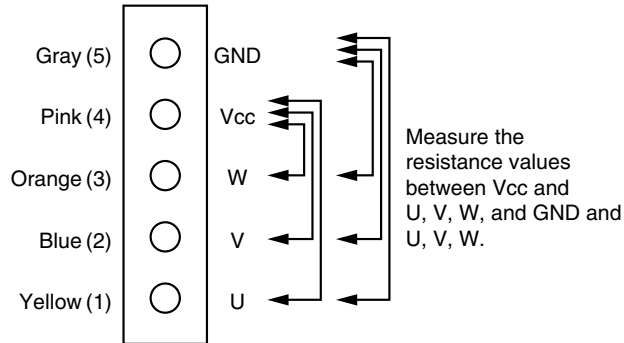 Gray (5) GND
Pink (4) Vcc
Orange (3) W
Blue (2) V
Yellow (1) U
Measure the
resistance values
between Vcc and
U, V, W, and GND and
U, V, W.